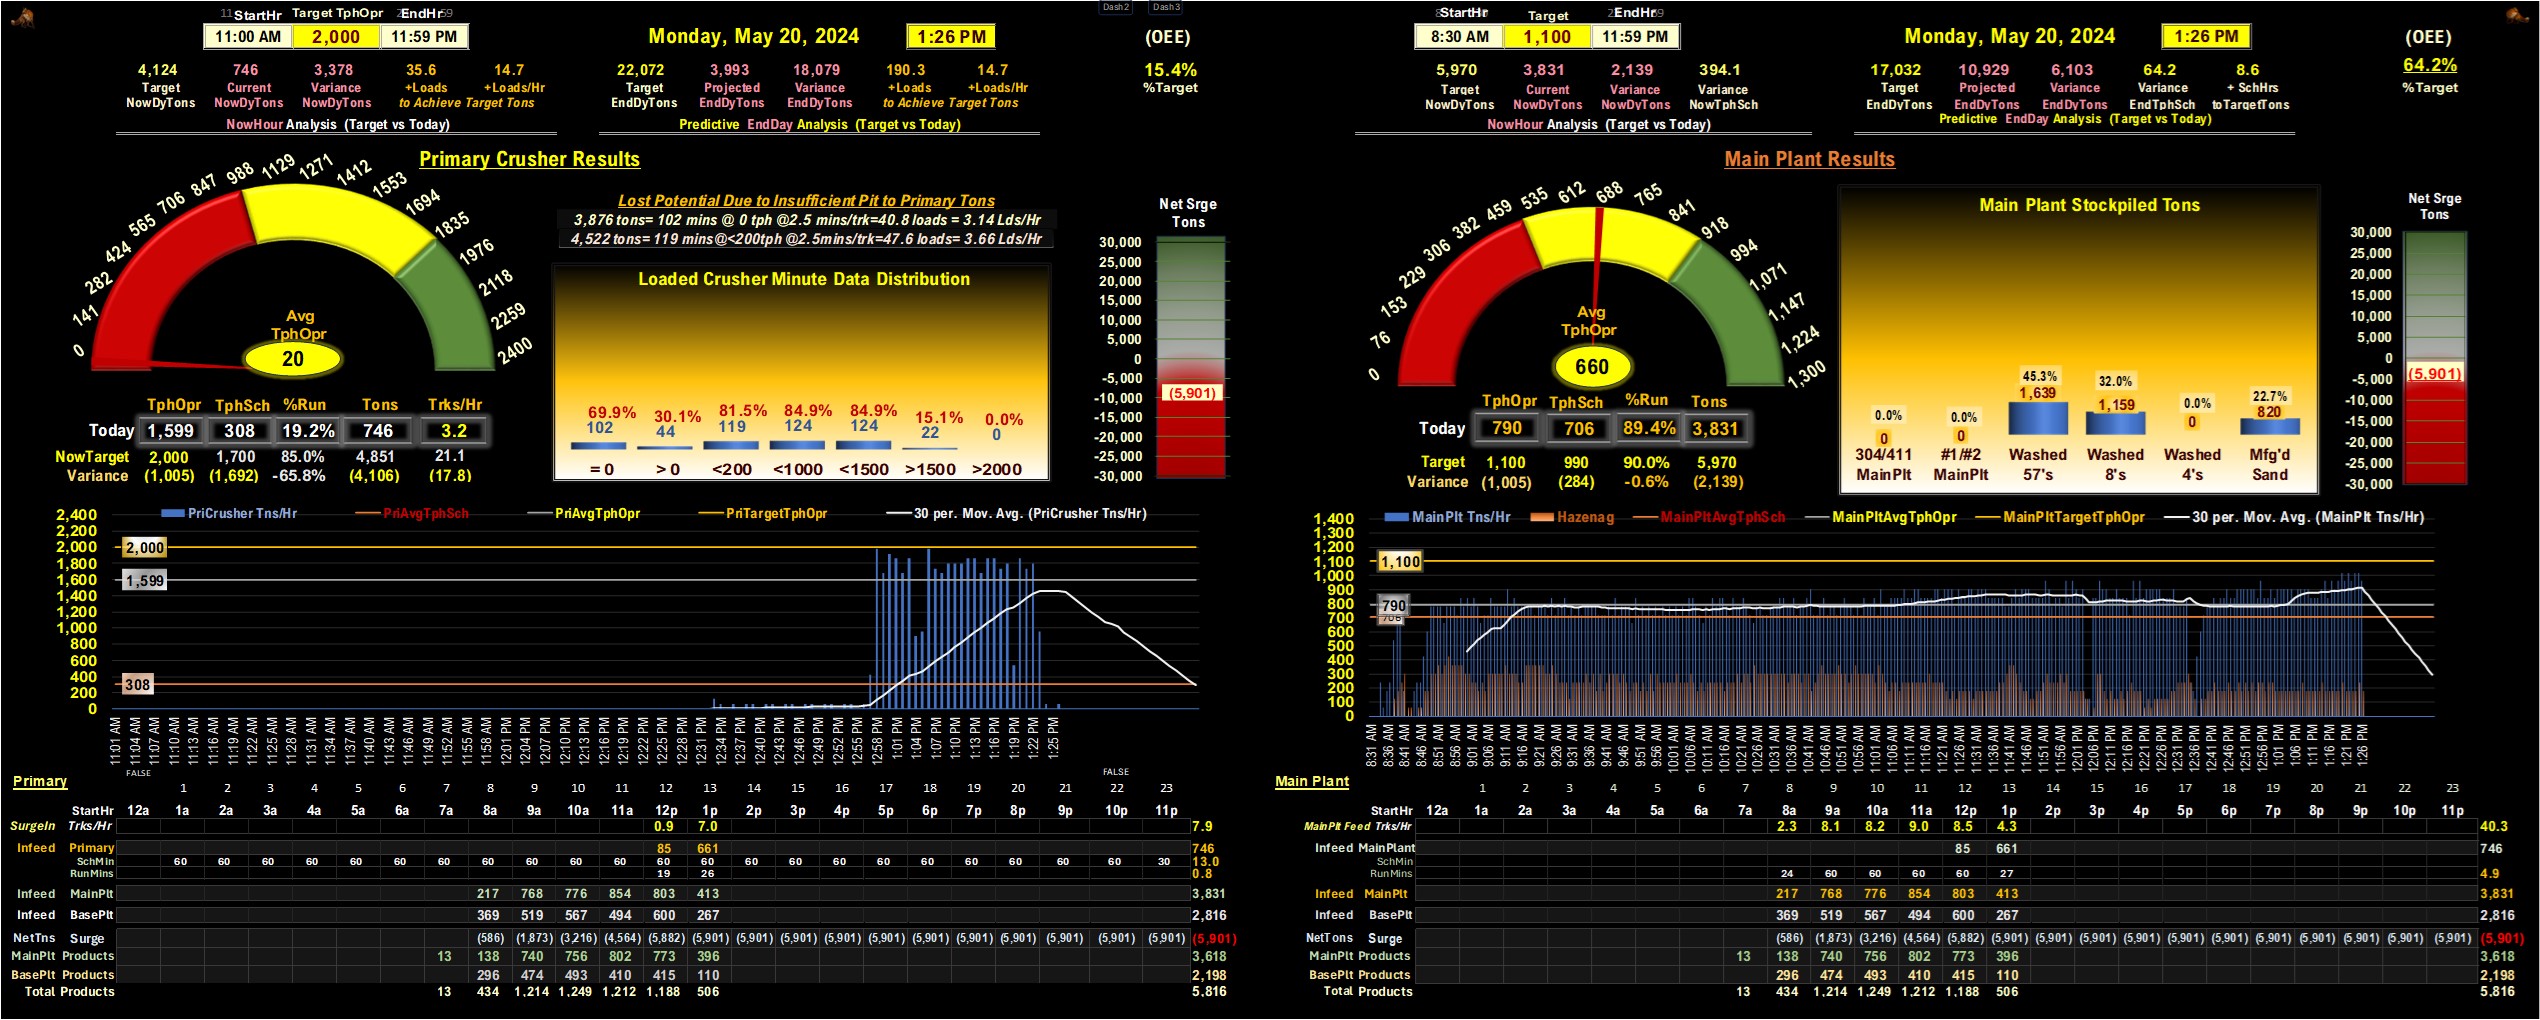 Dash2 Dash3
StartHr Target TphOpr EndHr
11:00 AM 2,000 11:59 PM
Monday, May 20, 2024 1:26 PM (OEE)
4,124 746 3,378 35.6 14.7
Target Current Variance +Loads +Loads/Hr
NowDyTons NowDyTons NowDyTons to Achieve Target Tons
NowHour Analysis (Target vs Today)
22,072 3,993 18,079 190.3 14.7
Target Projected Variance +Loads +Loads/Hr
EndDyTons EndDyTons EndDyTons to Achieve Target Tons
Predictive EndDay Analysis (Target vs Today)
15.4%
%Target
Primary Crusher Results
0 141 282 424 565 706 847 988 1129 1271 1412 1553 1694 1835 1976 2118 2259 2400
Avg
TphOpr
20
TphOpr TphSch %Run Tons Trks/Hr
Today 1,599 308 19.2% 746 3.2
NowTarget 2,000 1,700 85.0% 4,851 21.1
Variance (1,005) (1,692) -65.8% (4,106) (17.8)
Lost Potential Due to Insufficient Pit to Primary Tons
3,876 tons= 102 mins @ 0 tph @2.5 mins/trk=40.8 loads = 3.14 Lds/Hr
4,522 tons= 119 mins@<200tph @2.5mins/trk=47.6 loads= 3.66 Lds/Hr
Loaded Crusher Minute Data Distribution
69.9% 30.1% 81.5% 84.9% 84.9% 15.1% 0.0%
102 44 119 124 124 22 0
= 0 > 0 <200 <1000 <1500 >1500 >2000
Net Srge
Tons
30,000
25,000
20,000
15,000
10,000
5,000
0
-5,000
(5,901)
-10,000
-15,000
-20,000
-25,000
-30,000
PriCrusher Tns/Hr PriAvgTphSch PriAvgTphOpr PriTargetTphOpr 30 per. Mov. Avg. (PriCrusher Tns/Hr)
2,400
2,200
2,000 2,000
1,800
1,600 1,599
1,400
1,200
1,000
800
600
400 308
200
0
11:01 AM 11:04 AM 11:07 AM 11:10 AM 11:13 AM 11:16 AM 11:19 AM 11:22 AM 11:25 AM 11:28 AM 11:31 AM 11:34 AM 11:37 AM 11:40 AM 11:43 AM 11:46 AM 11:49 AM 11:52 AM 11:55 AM 11:58 AM 12:01 PM 12:04 PM 12:07 PM 12:10 PM 12:13 PM 12:16 PM 12:19 PM 12:22 PM 12:25 PM 12:28 PM 12:31 PM 12:34 PM 12:37 PM 12:40 PM 12:43 PM 12:46 PM 12:49 PM 12:52 PM 12:55 PM 12:58 PM 1:01 PM 1:04 PM 1:07 PM 1:10 PM 1:13 PM 1:16 PM 1:19 PM 1:22 PM 1:25 PM
FALSE FALSE
Primary
1 2 3 4 5 6 7 8 9 10 11 12 13 14 15 16 17 18 19 20 21 22 23
StartHr 12a 1a 2a 3a 4a 5a 6a 7a 8a 9a 10a 11a 12p 1p 2p 3p 4p 5p 6p 7p 8p 9p 10p 11p
SurgeIn Trks/Hr 0.9 7.0 7.9
Infeed Primary 85 661 746
SchMin 60 60 60 60 60 60 60 60 60 60 60 60 60 60 60 60 60 60 60 60 60 60 30 13.0
RunMins 19 26 0.8
Infeed MainPlt 217 768 776 854 803 413 3,831
Infeed BasePlt 369 519 567 494 600 267 2,816
NetTns Surge (586) (1,873) (3,216) (4,564) (5,882) (5,901) (5,901) (5,901) (5,901) (5,901) (5,901) (5,901) (5,901) (5,901) (5,901) (5,901) (5,901)
MainPlt Products 13 138 740 756 802 773 396 3,618
BasePlt Products 296 474 493 410 415 110 2,198
Total Products 13 434 1,214 1,249 1,212 1,188 506 5,816
StartHr Target EndHr
8:30 AM 1,100 11:59 PM
Monday, May 20, 2024 1:26 PM (OEE)
5,970 3,831 2,139 394.1
Target Current Variance Variance
NowDyTons NowDyTons NowDyTons NowTphSch
NowHour Analysis (Target vs Today)
17,032 10,929 6,103 64.2 8.6
Target Projected Variance Variance + SchHrs
EndDyTons EndDyTons EndDyTons EndTphSch toTargetTons
Predictive EndDay Analysis (Target vs Today)
64.2%
%Target
Main Plant Results
0 76 153 229 306 382 459 535 612 688 765 841 918 994 1,071 1,147 1,224 1,300
Avg
TphOpr
660
TphOpr TphSch %Run Tons
Today 790 706 89.4% 3,831
Target 1,100 990 90.0% 5,970
Variance (1,005) (284) -0.6% (2,139)
Main Plant Stockpiled Tons
0.0% 0.0% 45.3% 32.0% 0.0% 22.7%
0 0 1,639 1,159 0 820
304/411 #1/#2 Washed Washed Washed Mfg'd
MainPlt MainPlt 57's 8's 4's Sand
Net Srge
Tons
30,000
25,000
20,000
15,000
10,000
5,000
0
(5,901)
-5,000
-10,000
-15,000
-20,000
-25,000
-30,000
MainPlt Tns/Hr Hazenag MainPltAvgTphSch MainPltAvgTphOpr MainPltTargetTphOpr 30 per. Mov. Avg. (MainPlt Tns/Hr)
1,400
1,300
1,200
1,100 1,100
1,000
900
800 790
700 706
600
500
400
300
200
100
0
8:31 AM 8:36 AM 8:41 AM 8:46 AM 8:51 AM 8:56 AM 9:01 AM 9:06 AM 9:11 AM 9:16 AM 9:21 AM 9:26 AM 9:31 AM 9:36 AM 9:41 AM 9:46 AM 9:51 AM 9:56 AM 10:01 AM 10:06 AM 10:11 AM 10:16 AM 10:21 AM 10:26 AM 10:31 AM 10:36 AM 10:41 AM 10:46 AM 10:51 AM 10:56 AM 11:01 AM 11:06 AM 11:11 AM 11:16 AM 11:21 AM 11:26 AM 11:31 AM 11:36 AM 11:41 AM 11:46 AM 11:51 AM 11:56 AM 12:01 PM 12:06 PM 12:11 PM 12:16 PM 12:21 PM 12:26 PM 12:31 PM 12:36 PM 12:41 PM 12:46 PM 12:51 PM 12:56 PM 1:01 PM 1:06 PM 1:11 PM 1:16 PM 1:21 PM 1:26 PM
Main Plant
1 2 3 4 5 6 7 8 9 10 11 12 13 14 15 16 17 18 19 20 21 22 23
StartHr 12a 1a 2a 3a 4a 5a 6a 7a 8a 9a 10a 11a 12p 1p 2p 3p 4p 5p 6p 7p 8p 9p 10p 11p
MainPlt Feed Trks/Hr 2.3 8.1 8.2 9.0 8.5 4.3 40.3
Infeed MainPlant 85 661 746
SchMin
RunMins 24 60 60 60 60 27 4.9
Infeed MainPlt 217 768 776 854 803 413 3,831
Infeed BasePlt 369 519 567 494 600 267 2,816
NetTons Surge (586) (1,873) (3,216) (4,564) (5,882) (5,901) (5,901) (5,901) (5,901) (5,901) (5,901) (5,901) (5,901) (5,901) (5,901) (5,901) (5,901)
MainPlt Products 13 138 740 756 802 773 396 3,618
BasePlt Products 296 474 493 410 415 110 2,198
Total Products 13 434 1,214 1,249 1,212 1,188 506 5,816